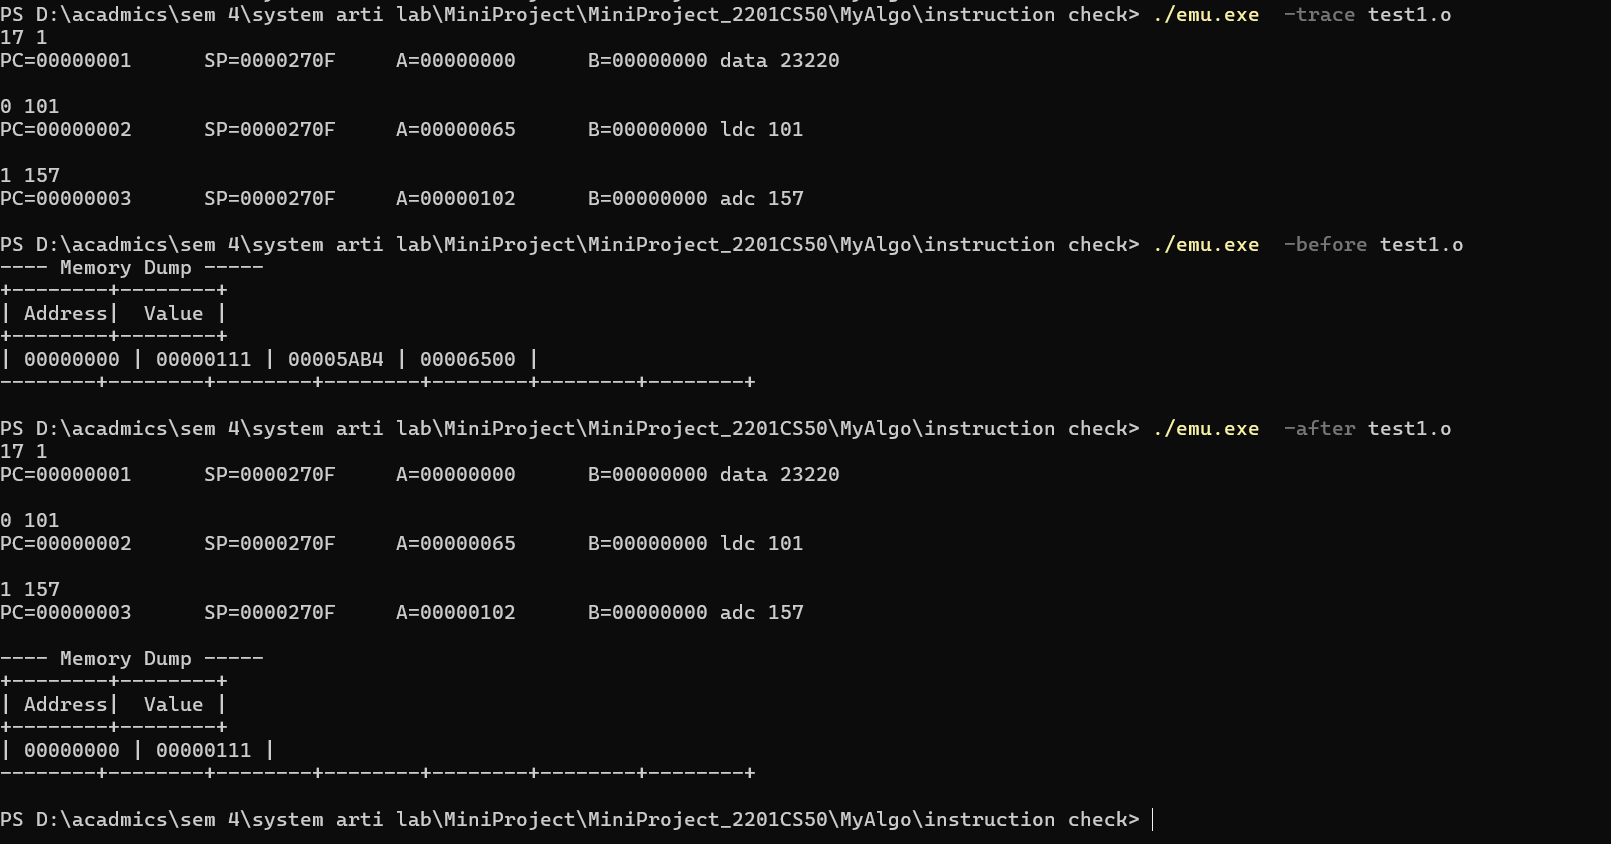 PS D:\acadmics\sem 4\system arti lab\MiniProject\MiniProject_2201CS50\MyAlgo\instruction check> ./emu.exe  -trace test1.o
17 1
PC=00000001      SP=0000270F     A=00000000      B=00000000 data 23220
0 101
PC=00000002      SP=0000270F     A=00000065      B=00000000 ldc 101
1 157
PC=00000003      SP=0000270F     A=00000102      B=00000000 adc 157
PS D:\acadmics\sem 4\system arti lab\MiniProject\MiniProject_2201CS50\MyAlgo\instruction check> ./emu.exe  -before test1.o
---- Memory Dump -----
+--------+--------+
| Address|  Value |
+--------+--------+
| 00000000 | 00000111 | 00005AB4 | 00006500 |
--------+--------+--------+--------+--------+--------+--------+
PS D:\acadmics\sem 4\system arti lab\MiniProject\MiniProject_2201CS50\MyAlgo\instruction check> ./emu.exe  -after test1.o
17 1
PC=00000001      SP=0000270F     A=00000000      B=00000000 data 23220
0 101
PC=00000002      SP=0000270F     A=00000065      B=00000000 ldc 101
1 157
PC=00000003      SP=0000270F     A=00000102      B=00000000 adc 157
---- Memory Dump -----
+--------+--------+
| Address|  Value |
+--------+--------+
| 00000000 | 00000111 |
--------+--------+--------+--------+--------+--------+--------+
PS D:\acadmics\sem 4\system arti lab\MiniProject\MiniProject_2201CS50\MyAlgo\instruction check>